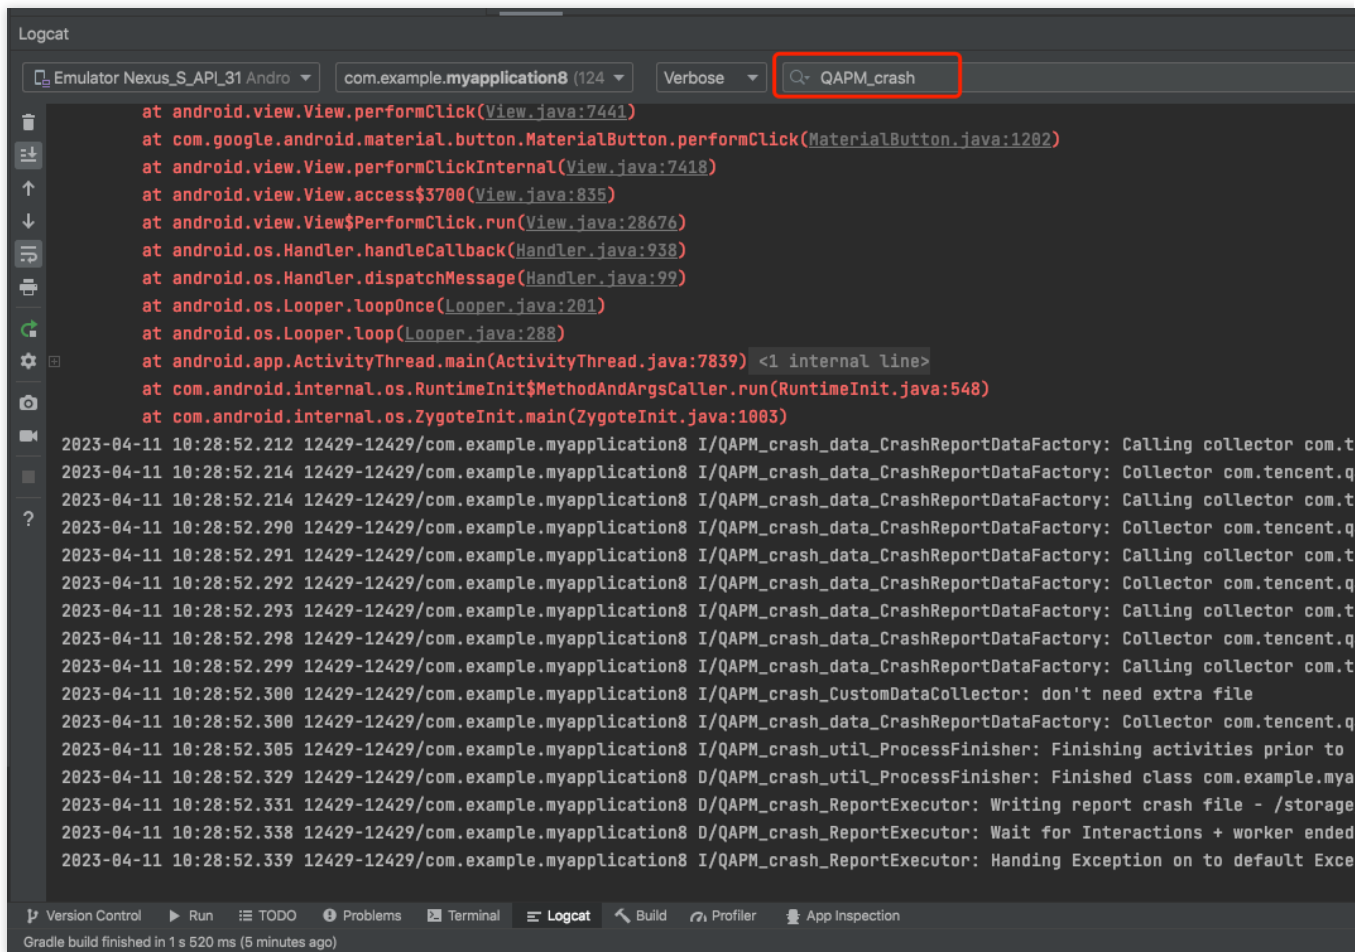 Logcat
Emulator Nexus_S_API_31 Andro com.example.myapplication8 (124 Verbose QAPM_crash
at android.view.View.performClick(View.java:7441)
at com.google.android.material.button.MaterialButton.performClick(MaterialButton.java:1202)
at android.view.View.performClickInternal(View.java:7418)
at android.view.View.access$3700(View.java:835)
at android.view.View$PerformClick.run(View.java:28676)
at android.os.Handler.handleCallback(Handler.java:938)
at android.os.Handler.dispatchMessage(Handler.java:99)
at android.os.Looper.loopOnce(Looper.java:201)
at android.os.Looper.loop(Looper.java:288)
at android.app.ActivityThread.main(ActivityThread.java:7839) <1 internal line>
at com.android.internal.os.RuntimeInit$MethodAndArgsCaller.run(RuntimeInit.java:548)
at com.android.internal.os.ZygoteInit.main(ZygoteInit.java:1003)
2023-04-11 10:28:52.212 12429-12429/com.example.myapplication8 I/QAPM_crash_data_CrashReportDataFactory: Calling collector com.t
2023-04-11 10:28:52.214 12429-12429/com.example.myapplication8 I/QAPM_crash_data_CrashReportDataFactory: Collector com.tencent.q
2023-04-11 10:28:52.214 12429-12429/com.example.myapplication8 I/QAPM_crash_data_CrashReportDataFactory: Calling collector com.t
2023-04-11 10:28:52.290 12429-12429/com.example.myapplication8 I/QAPM_crash_data_CrashReportDataFactory: Collector com.tencent.q
2023-04-11 10:28:52.291 12429-12429/com.example.myapplication8 I/QAPM_crash_data_CrashReportDataFactory: Calling collector com.t
2023-04-11 10:28:52.292 12429-12429/com.example.myapplication8 I/QAPM_crash_data_CrashReportDataFactory: Collector com.tencent.q
2023-04-11 10:28:52.293 12429-12429/com.example.myapplication8 I/QAPM_crash_data_CrashReportDataFactory: Calling collector com.t
2023-04-11 10:28:52.298 12429-12429/com.example.myapplication8 I/QAPM_crash_data_CrashReportDataFactory: Collector com.tencent.q
2023-04-11 10:28:52.299 12429-12429/com.example.myapplication8 I/QAPM_crash_data_CrashReportDataFactory: Calling collector com.t
2023-04-11 10:28:52.300 12429-12429/com.example.myapplication8 I/QAPM_crash_CustomDataCollector: don't need extra file
2023-04-11 10:28:52.300 12429-12429/com.example.myapplication8 I/QAPM_crash_data_CrashReportDataFactory: Collector com.tencent.q
2023-04-11 10:28:52.305 12429-12429/com.example.myapplication8 I/QAPM_crash_util_ProcessFinisher: Finishing activities prior to
2023-04-11 10:28:52.329 12429-12429/com.example.myapplication8 D/QAPM_crash_util_ProcessFinisher: Finished class com.example.mya
2023-04-11 10:28:52.331 12429-12429/com.example.myapplication8 D/QAPM_crash_ReportExecutor: Writing report crash file - /storage
2023-04-11 10:28:52.338 12429-12429/com.example.myapplication8 D/QAPM_crash_ReportExecutor: Wait for Interactions + worker ended
2023-04-11 10:28:52.339 12429-12429/com.example.myapplication8 I/QAPM_crash_ReportExecutor: Handing Exception on to default Exce
Version Control Run TODO Problems Terminal Logcat Build Profiler App Inspection
Gradle build finished in 1 s 520 ms (5 minutes ago)